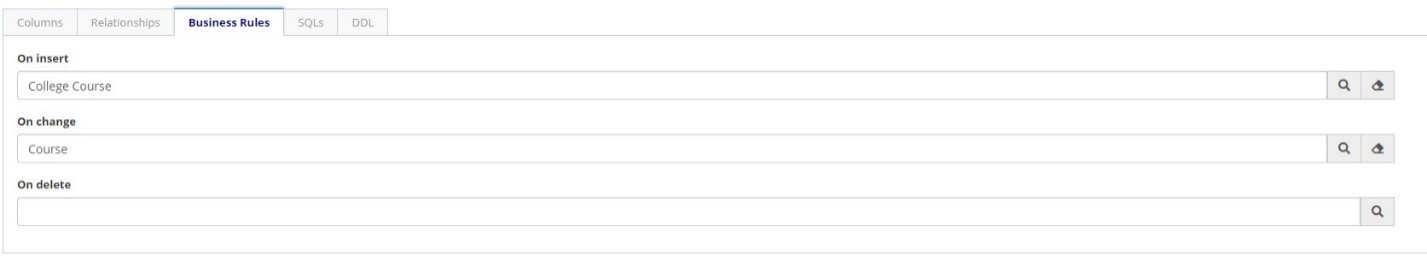 Columns Relationships Business Rules SQLs DDL
On insert
College Course
On change
Course
On delete